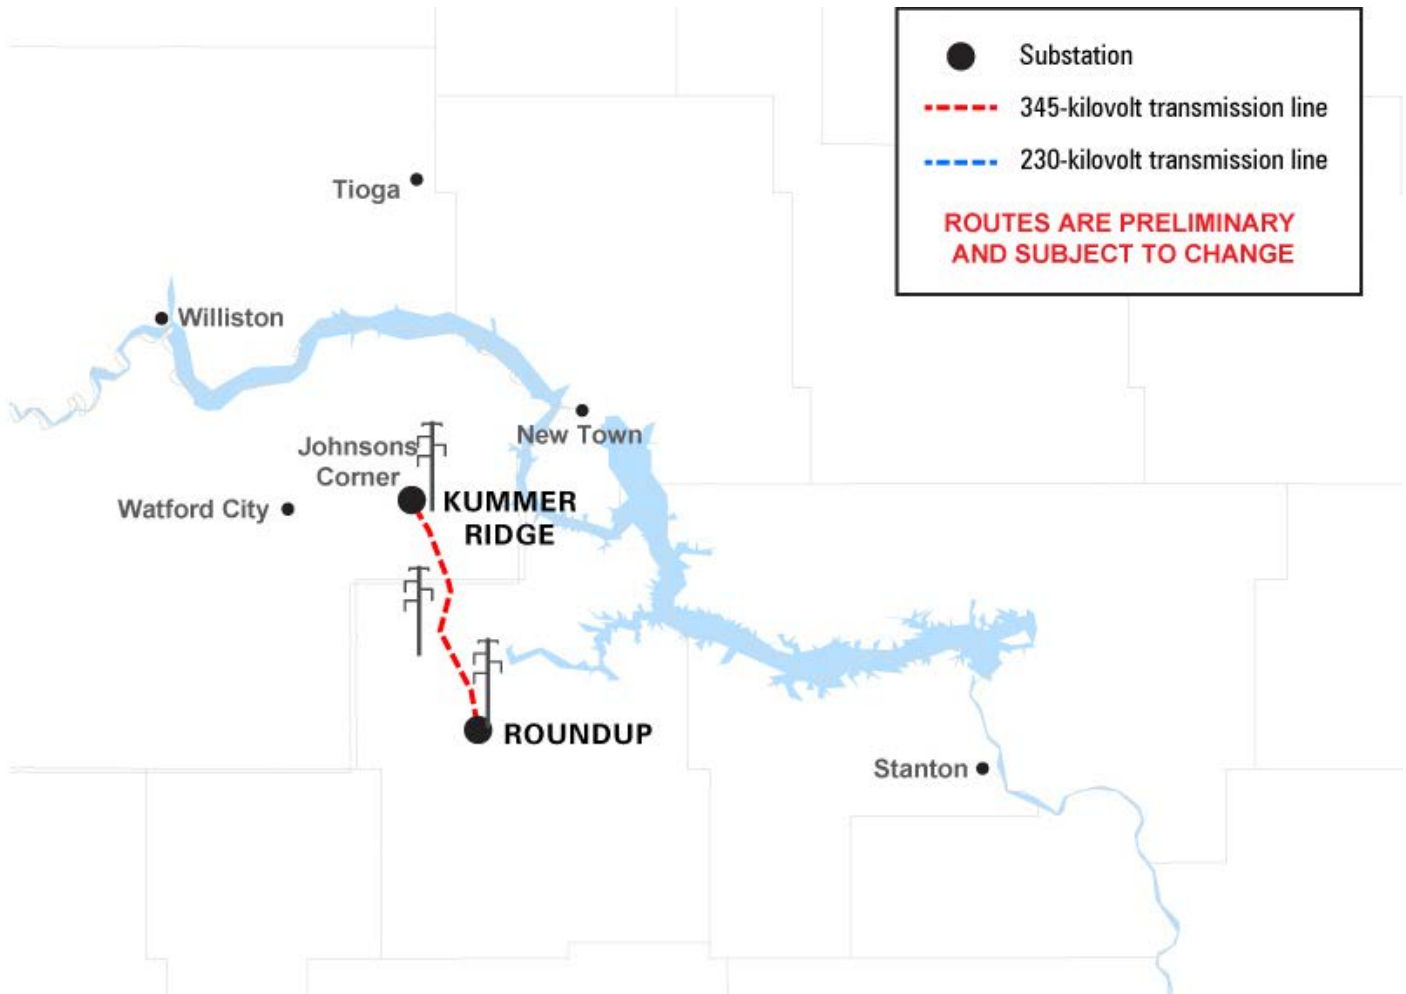 Substation
345-kilovolt transmission line
230-kilovolt transmission line
ROUTES ARE PRELIMINARY
AND SUBJECT TO CHANGE
Tioga
Williston
New Town
Johnsons
Corner
Watford City
KUMMER
RIDGE
ROUNDUP
Stanton